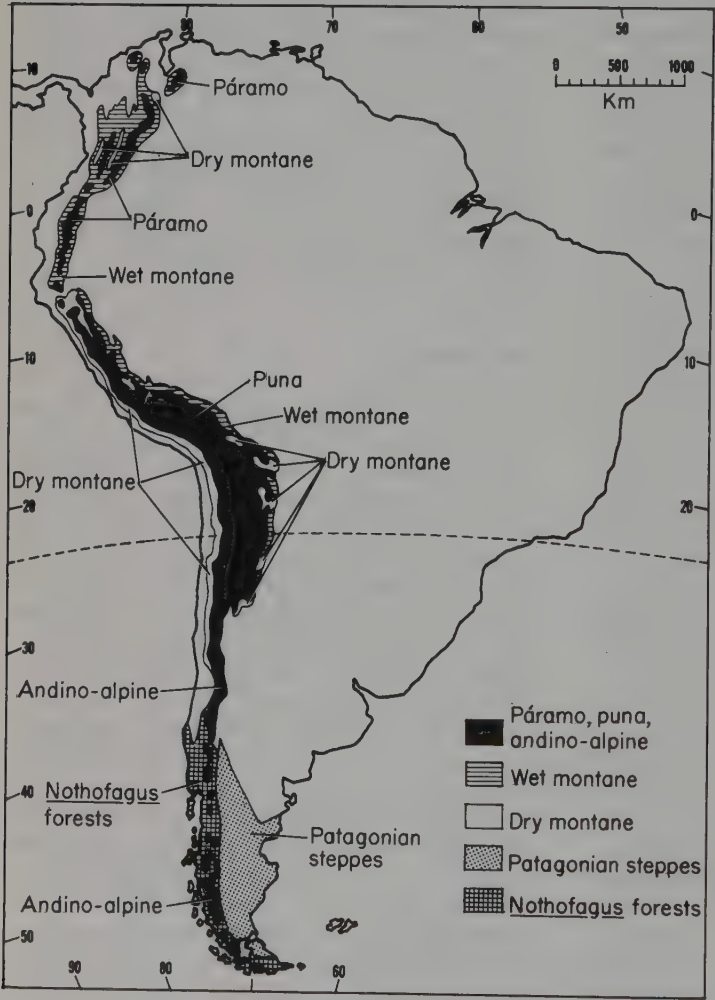 80
70
60
50
10
0
500
1000
Km
Páramo
Dry montane
0
0
Páramo
Wet montane
10
10
Puna
Wet montane
Dry montane
Dry montane
20
20
30
Andino-alpine
Páramo, puna,
andino-alpine
Wet montane
40
Nothofagus
forests
Dry montane
Patagonian
steppes
Patagonian steppes
Andino-alpine
Nothofagus forests
50
90
80
60